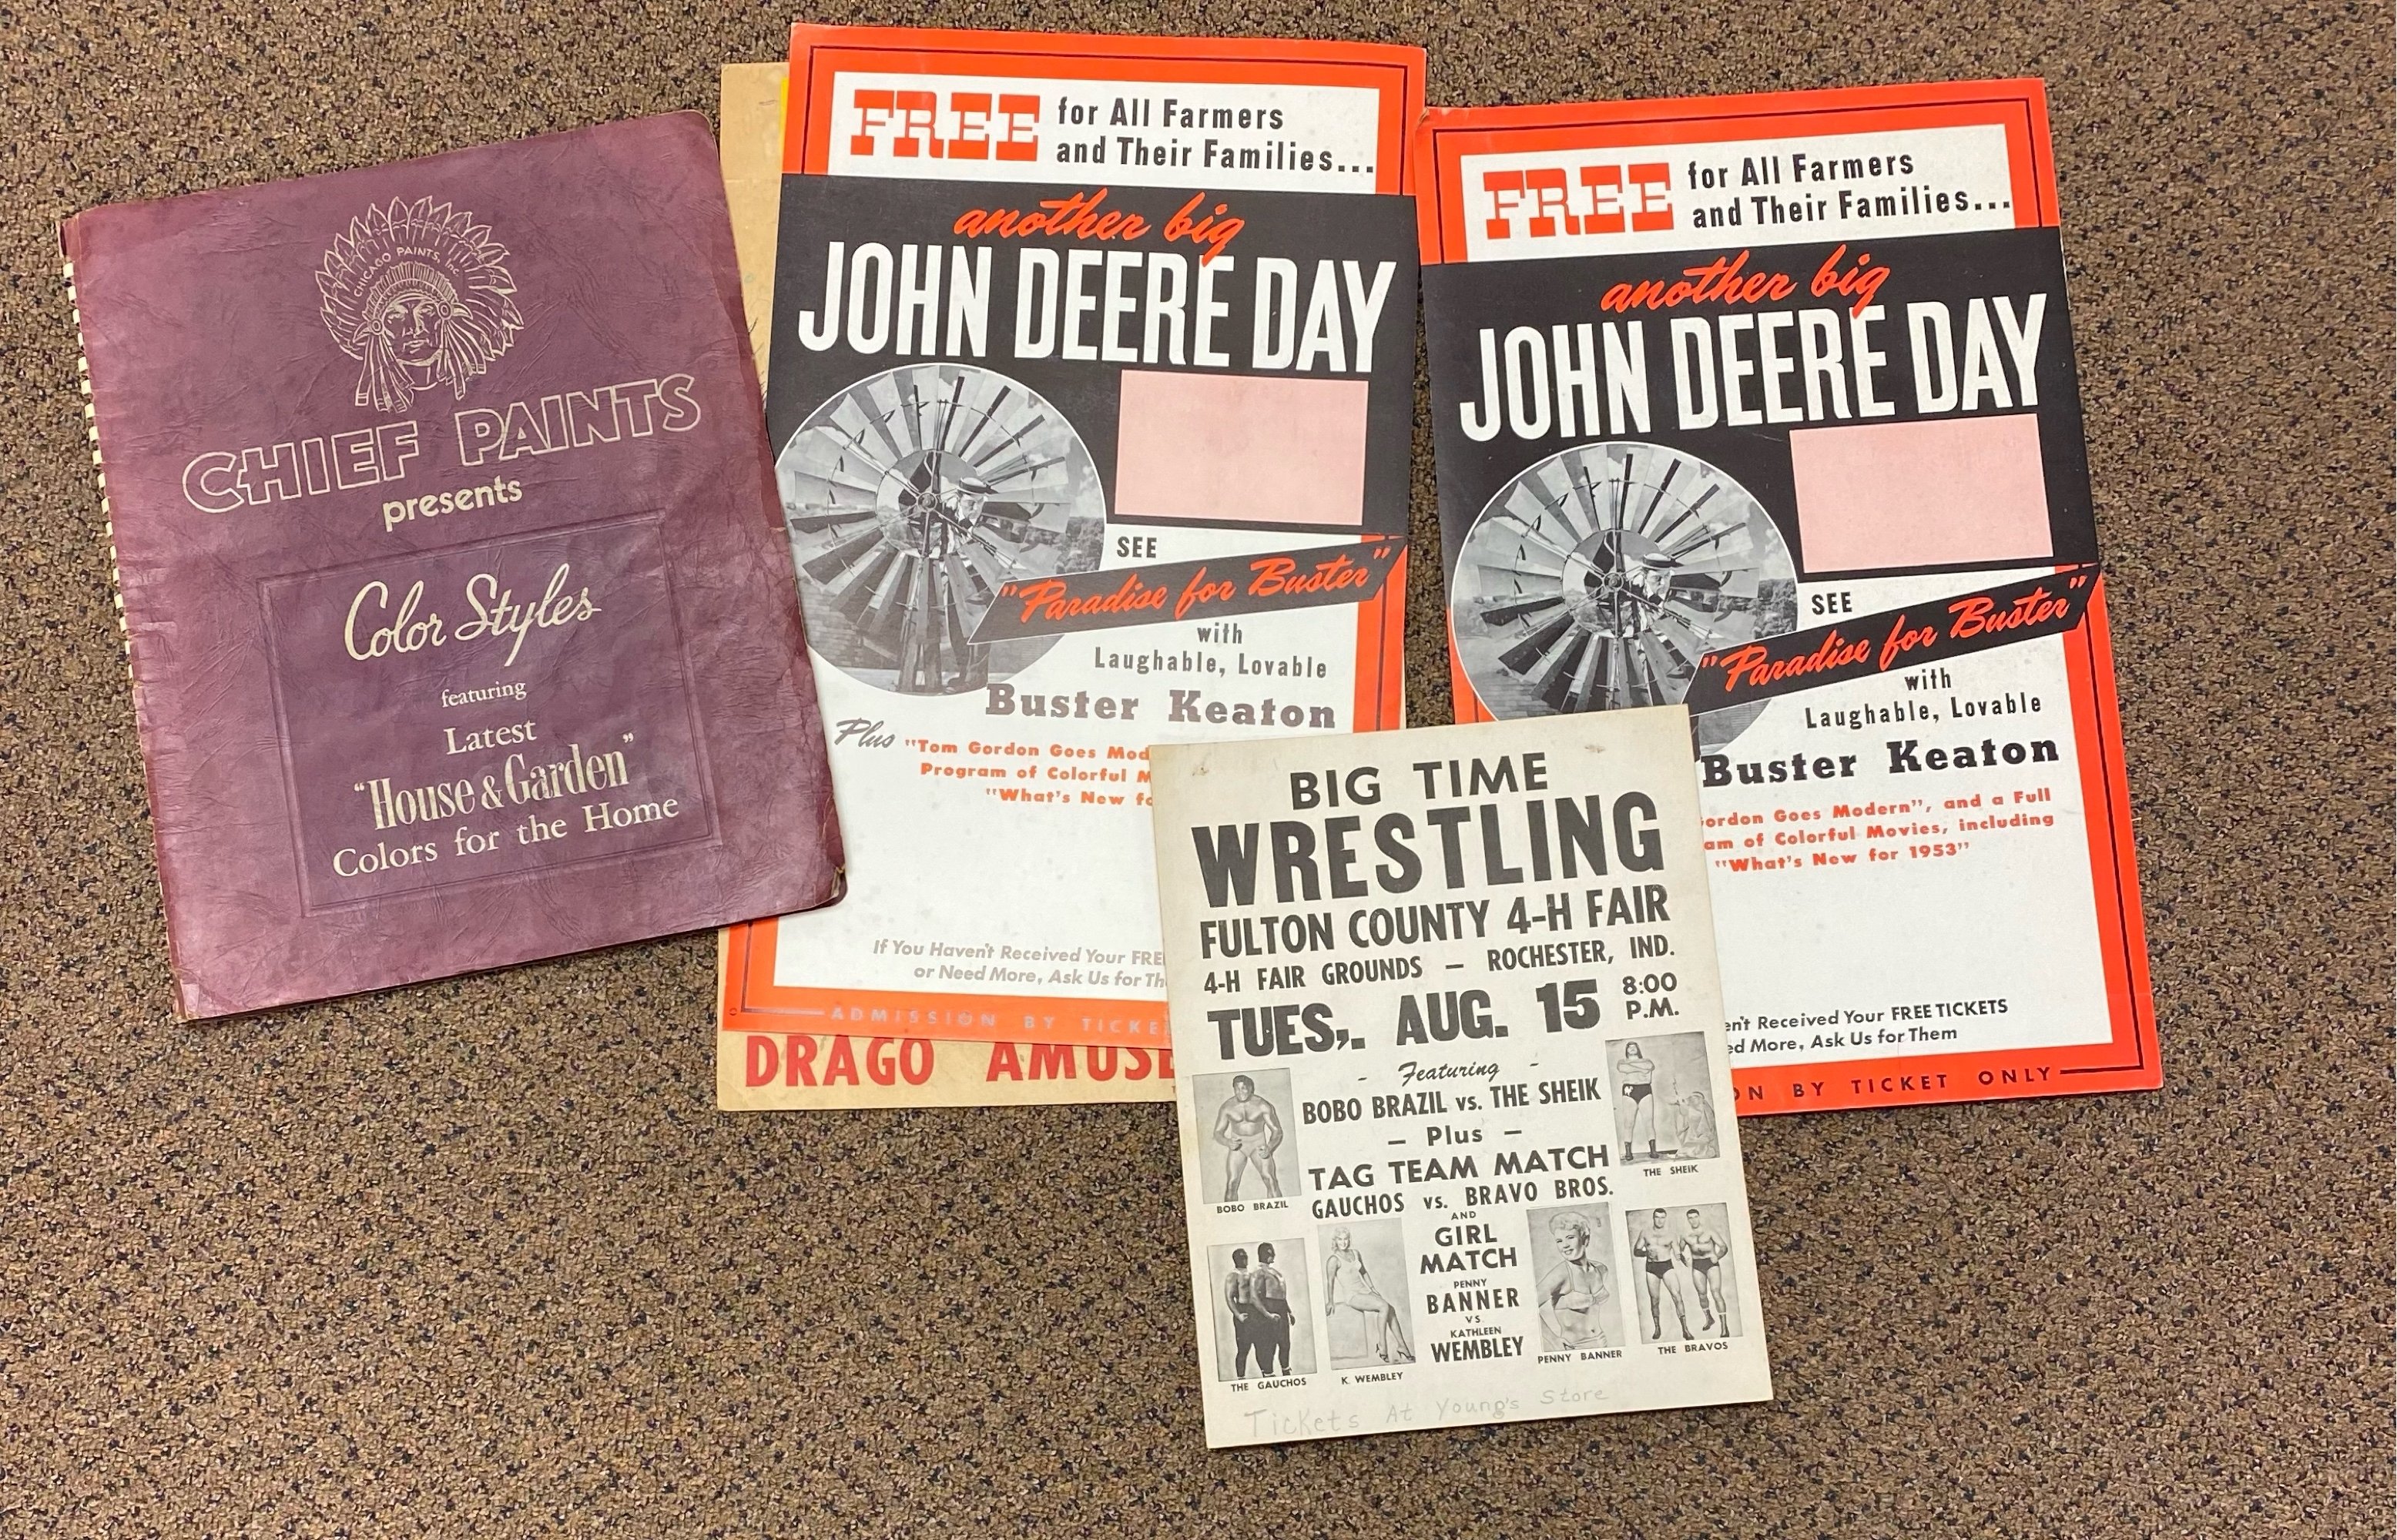 CHICAGO PAINTS, Inc.
CHIEF PAINTS
presents
Color Styles
featuring
Latest
"House & Garden"
Colors for the Home
FREE for All Farmers
and Their Families...
another big
JOHN DEERE DAY
SEE
"Paradise for Buster"
with
Laughable, Lovable
Buster Keaton
Plus "Tom Gordon Goes Mod
Program of Colorful M
"What's New fo
If You Haven't Received Your FREE
or Need More, Ask Us for Th
ADMISSION BY TICKE
DRAGO AMUSE
FREE for All Farmers
and Their Families...
another big
JOHN DEERE DAY
SEE
"Paradise for Buster"
with
Laughable, Lovable
Buster Keaton
ordon Goes Modern", and a Full
am of Colorful Movies, including
"What's New for 1953"
en't Received Your FREE TICKETS
ed More, Ask Us for Them
ON BY TICKET ONLY
BIG TIME
WRESTLING
FULTON COUNTY 4-H FAIR
4-H FAIR GROUNDS — ROCHESTER, IND.
TUES,. AUG. 15 8:00 P.M.
- Featuring -
BOBO BRAZIL vs. THE SHEIK
— Plus —
TAG TEAM MATCH
GAUCHOS vs. BRAVO BROS.
AND
GIRL
MATCH
PENNY
BANNER
VS
KATHLEEN
WEMBLEY
BOBO BRAZIL
THE SHEIK
THE GAUCHOS
K. WEMBLEY
PENNY BANNER
THE BRAVOS
Tickets At Young's Store